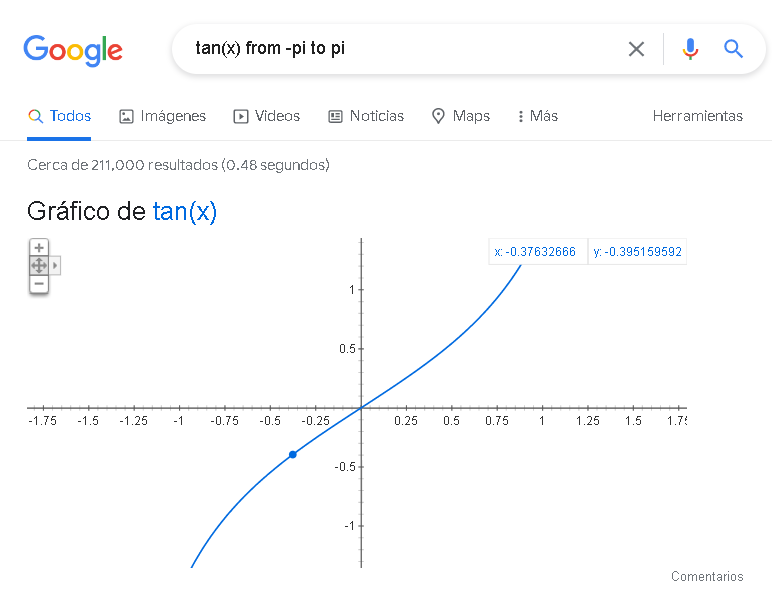 Google
tan(x) from -pi to pi
Todos Imágenes Videos Noticias Maps Más Herramientas
Cerca de 211,000 resultados (0.48 segundos)
Gráfico de tan(x)
x: -0.37632666 y: -0.395159592
1
0.5
-1.75 -1.5 -1.25 -1 -0.75 -0.5 -0.25 0.25 0.5 0.75 1 1.25 1.5 1.75
-0.5
-1
Comentarios